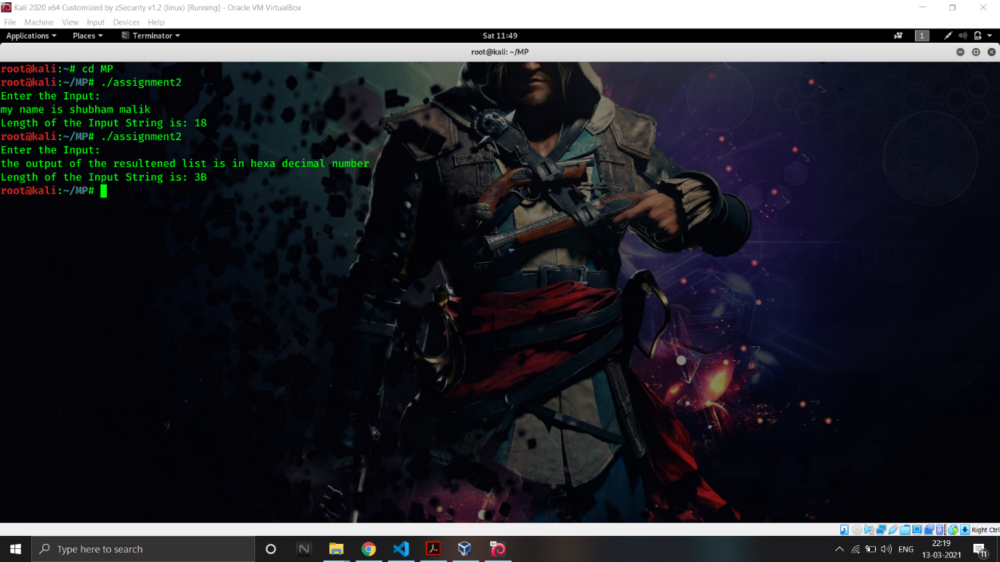 Kali 2020 x64 Customized by zSecurity v1.2 (linux) [Running] - Oracle VM VirtualBox
File Machine View Input Devices Help
Applications Places Terminator Sat 11:49 1
root@kali: ~/MP
root@kali:~# cd MP
root@kali:~/MP# ./assignment2
Enter the Input:
my name is shubham malik
Length of the Input String is: 18
root@kali:~/MP# ./assignment2
Enter the Input:
the output of the resultened list is in hexa decimal number
Length of the Input String is: 3B
root@kali:~/MP#
Right Ctrl
Type here to search
ENG
22:19
13-03-2021
11